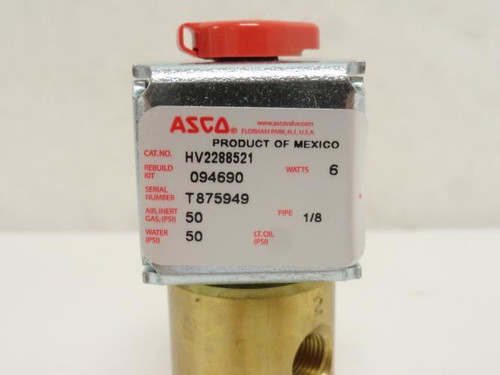 ASCO® www.ascovalve.com
FLORHAM PARK, N.J., U.S.A.
PRODUCT OF MEXICO
CAT. NO. HV2288521
REBUILD KIT 094690 WATTS 6
SERIAL NUMBER T875949
AIR, INERT GAS, (PSI) 50 PIPE 1/8
WATER (PSI) 50 LT. OIL (PSI)
2